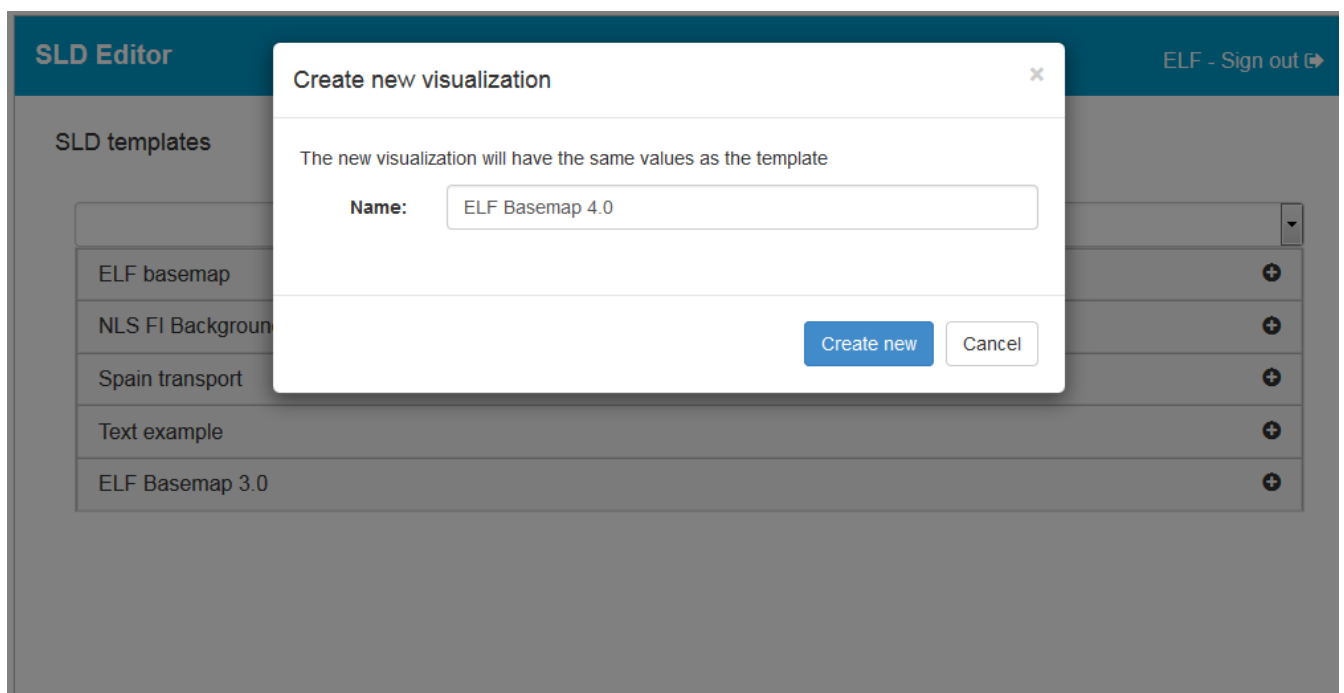 SLD Editor
ELF - Sign out
Create new visualization
×
SLD templates
The new visualization will have the same values as the template
Name:
ELF Basemap 4.0
ELF basemap
NLS FI Backgroun
Create new
Cancel
Spain transport
Text example
ELF Basemap 3.0